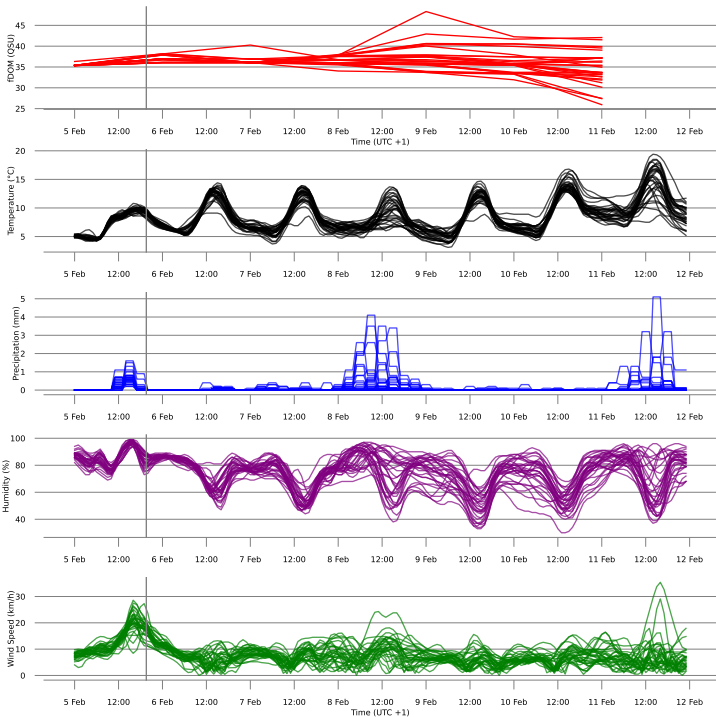 45
40
35
30
25
fDOM (QSU)
5 Feb 12:00 6 Feb 12:00 7 Feb 12:00 8 Feb 12:00 9 Feb 12:00 10 Feb 12:00 11 Feb 12:00 12 Feb
Time (UTC +1)
20
15
10
5
Temperature (°C)
5 Feb 12:00 6 Feb 12:00 7 Feb 12:00 8 Feb 12:00 9 Feb 12:00 10 Feb 12:00 11 Feb 12:00 12 Feb
5
4
3
2
1
0
Precipitation (mm)
5 Feb 12:00 6 Feb 12:00 7 Feb 12:00 8 Feb 12:00 9 Feb 12:00 10 Feb 12:00 11 Feb 12:00 12 Feb
100
80
60
40
Humidity (%)
5 Feb 12:00 6 Feb 12:00 7 Feb 12:00 8 Feb 12:00 9 Feb 12:00 10 Feb 12:00 11 Feb 12:00 12 Feb
30
20
10
0
Wind Speed (km/h)
5 Feb 12:00 6 Feb 12:00 7 Feb 12:00 8 Feb 12:00 9 Feb 12:00 10 Feb 12:00 11 Feb 12:00 12 Feb
Time (UTC +1)